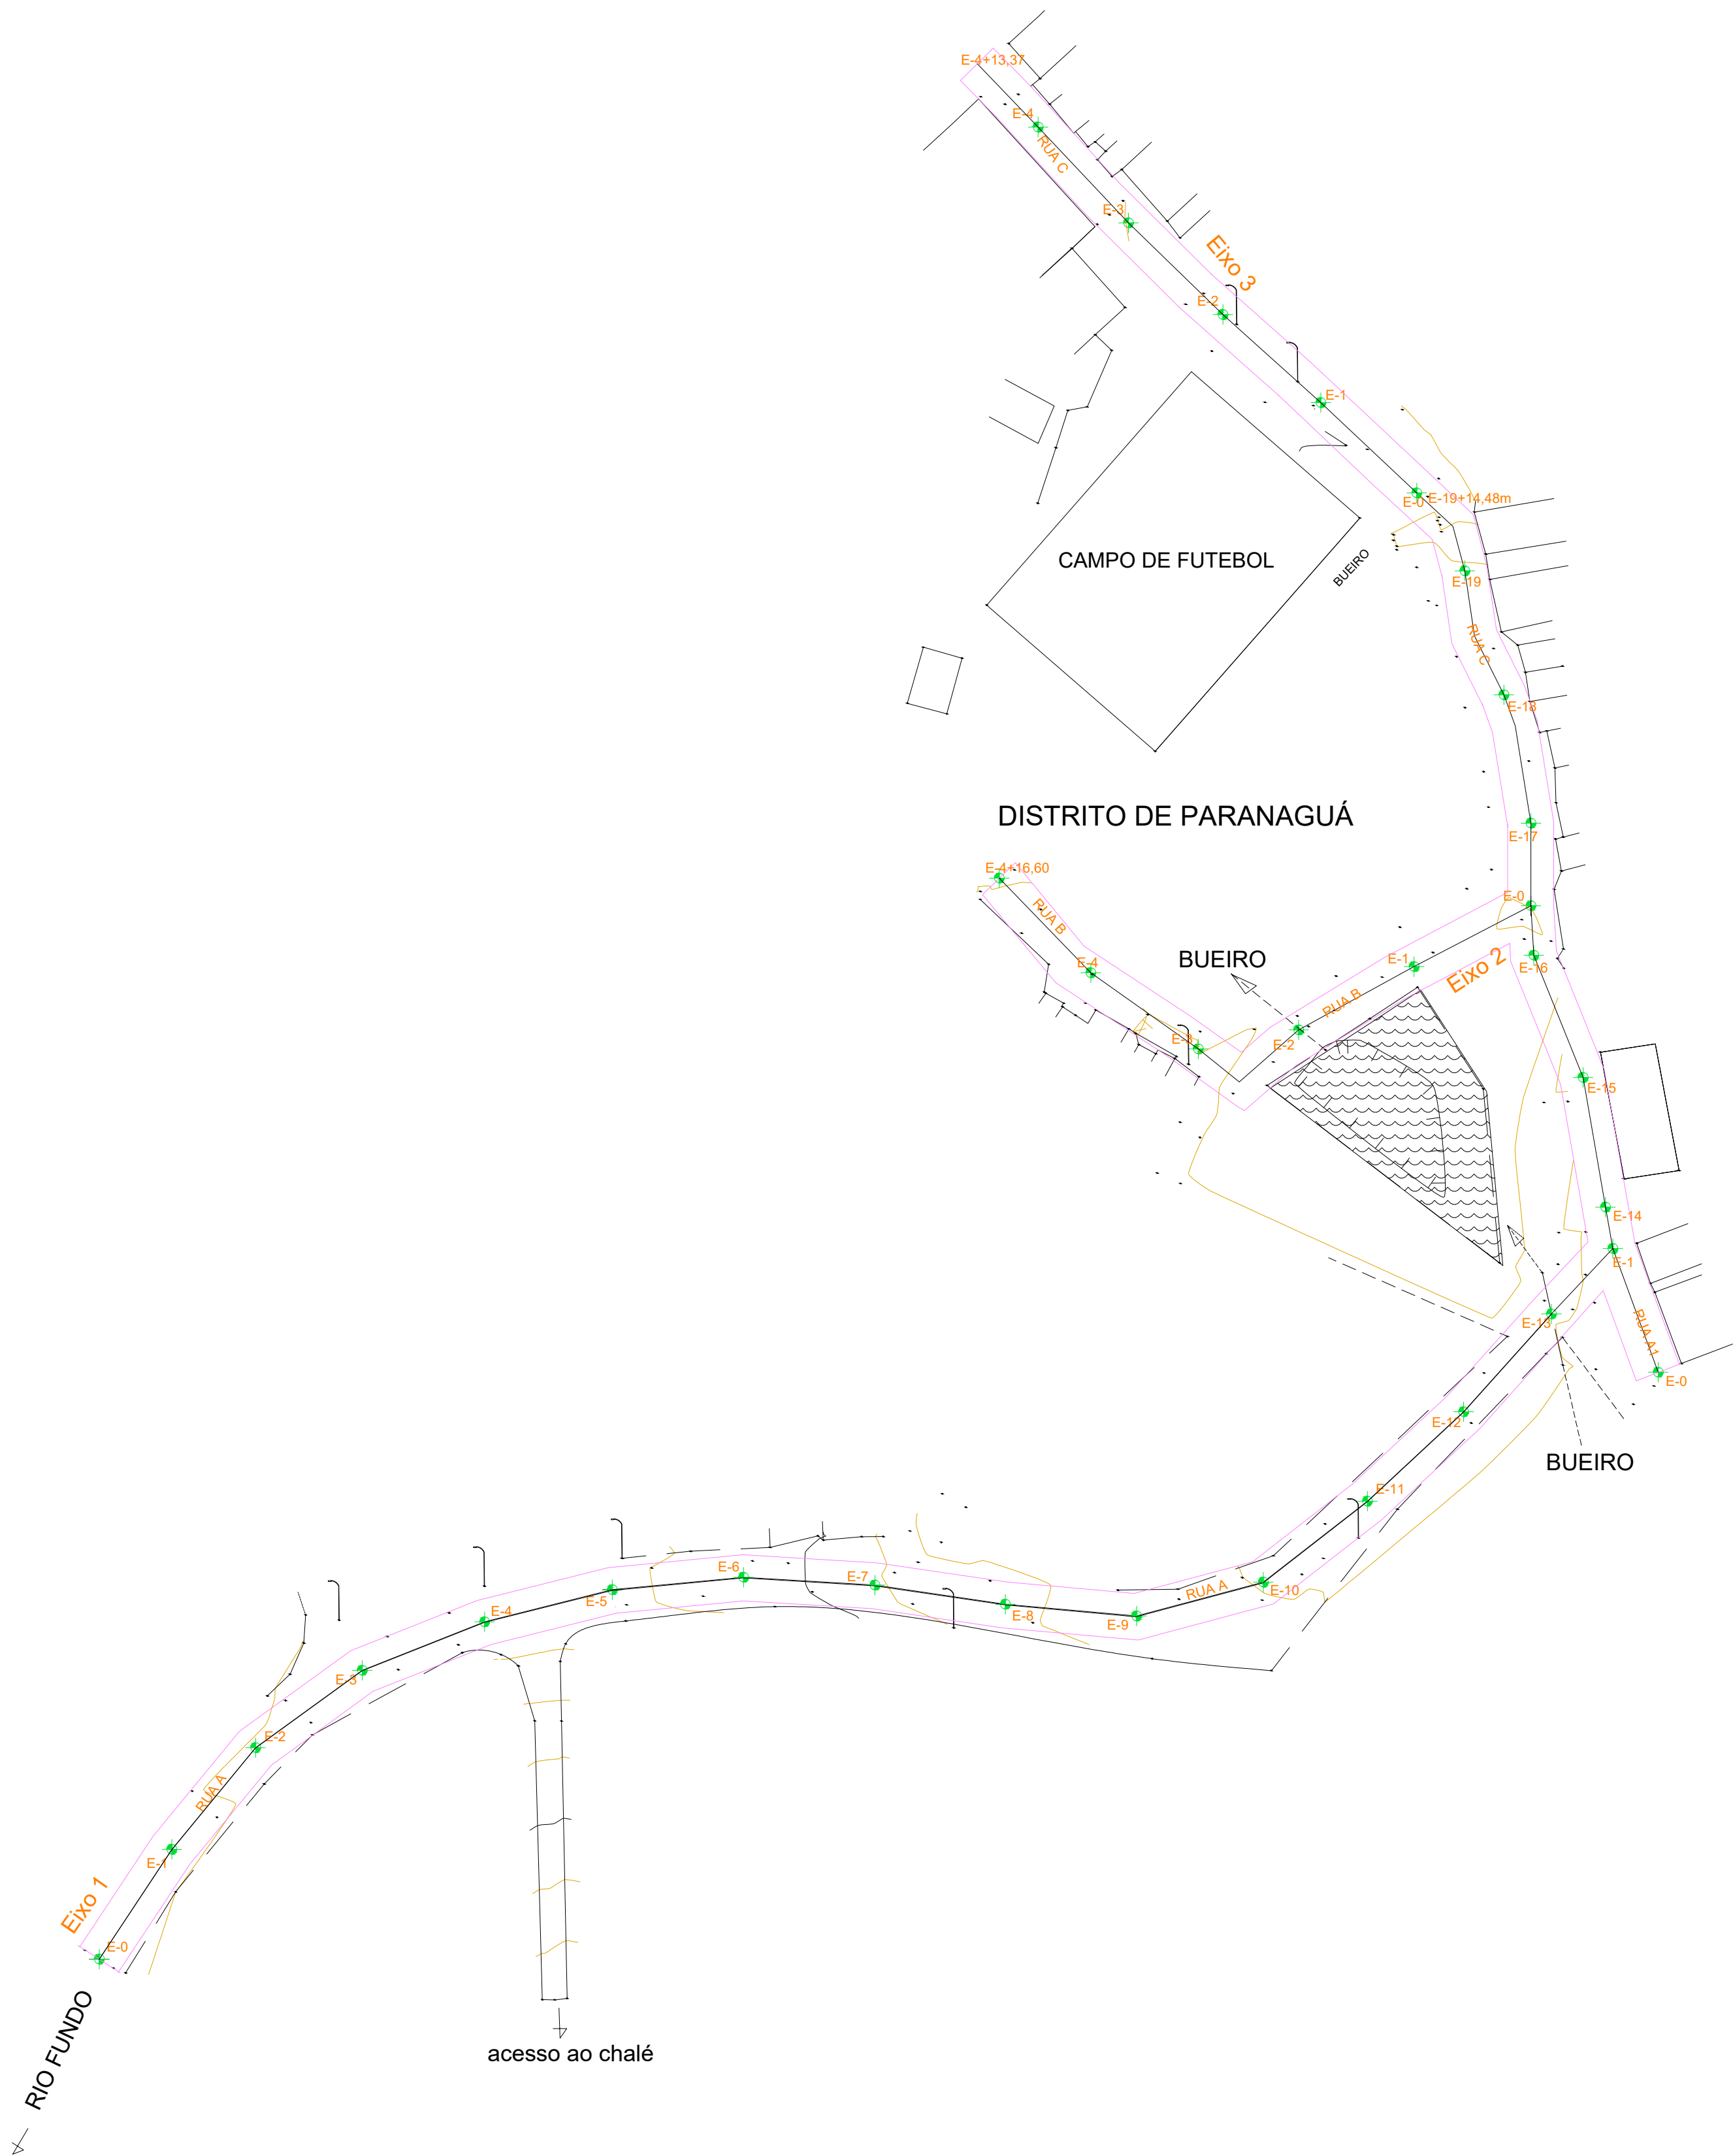 E-4+13,37
E-4
RUA C
E-3
Eixo 3
E-2
E-1
E-0
E-19+14,48m
CAMPO DE FUTEBOL
BUEIRO
E-19
RUA C
E-18
DISTRITO DE PARANAGUÁ
E-17
E-4+16,60
E-0
RUA B
BUEIRO
E-4
E-1
Eixo 2
E-16
RUA B
E-3
E-2
E-15
E-14
E-1
E-13
RUA A1
E-0
E-12
BUEIRO
E-11
E-6
E-7
E-10
RUA A
E-5
E-8
E-9
E-4
E-3
E-2
RUA A
E-1
Eixo 1
E-0
RIO FUNDO
acesso ao chalé